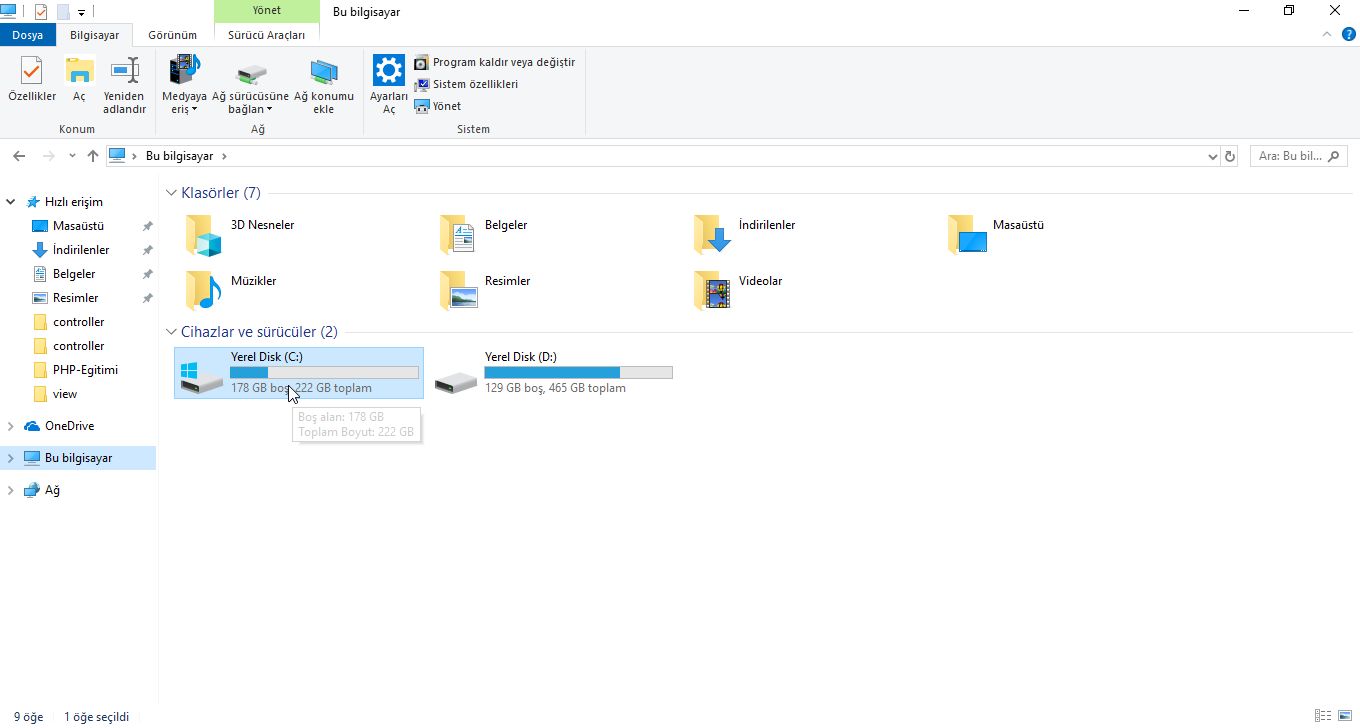 Yönet
Bu bilgisayar
Dosya
Bilgisayar
Görünüm
Sürücü Araçları
Özellikler
Aç
Yeniden
adlandır
Medyaya
eriş
Ağ sürücüsüne
bağlan
Ağ konumu
ekle
Ayarları
Aç
Program kaldır veya değiştir
Sistem özellikleri
Yönet
Konum
Ağ
Sistem
Bu bilgisayar
Ara: Bu bil...
Hızlı erişim
Masaüstü
İndirilenler
Belgeler
Resimler
controller
controller
PHP-Egitimi
view
OneDrive
Bu bilgisayar
Ağ
Klasörler (7)
3D Nesneler
Belgeler
İndirilenler
Masaüstü
Müzikler
Resimler
Videolar
Cihazlar ve sürücüler (2)
Yerel Disk (C:)
178 GB boş, 222 GB toplam
Yerel Disk (D:)
129 GB boş, 465 GB toplam
Boş alan: 178 GB
Toplam Boyut: 222 GB
9 öğe
1 öğe seçildi